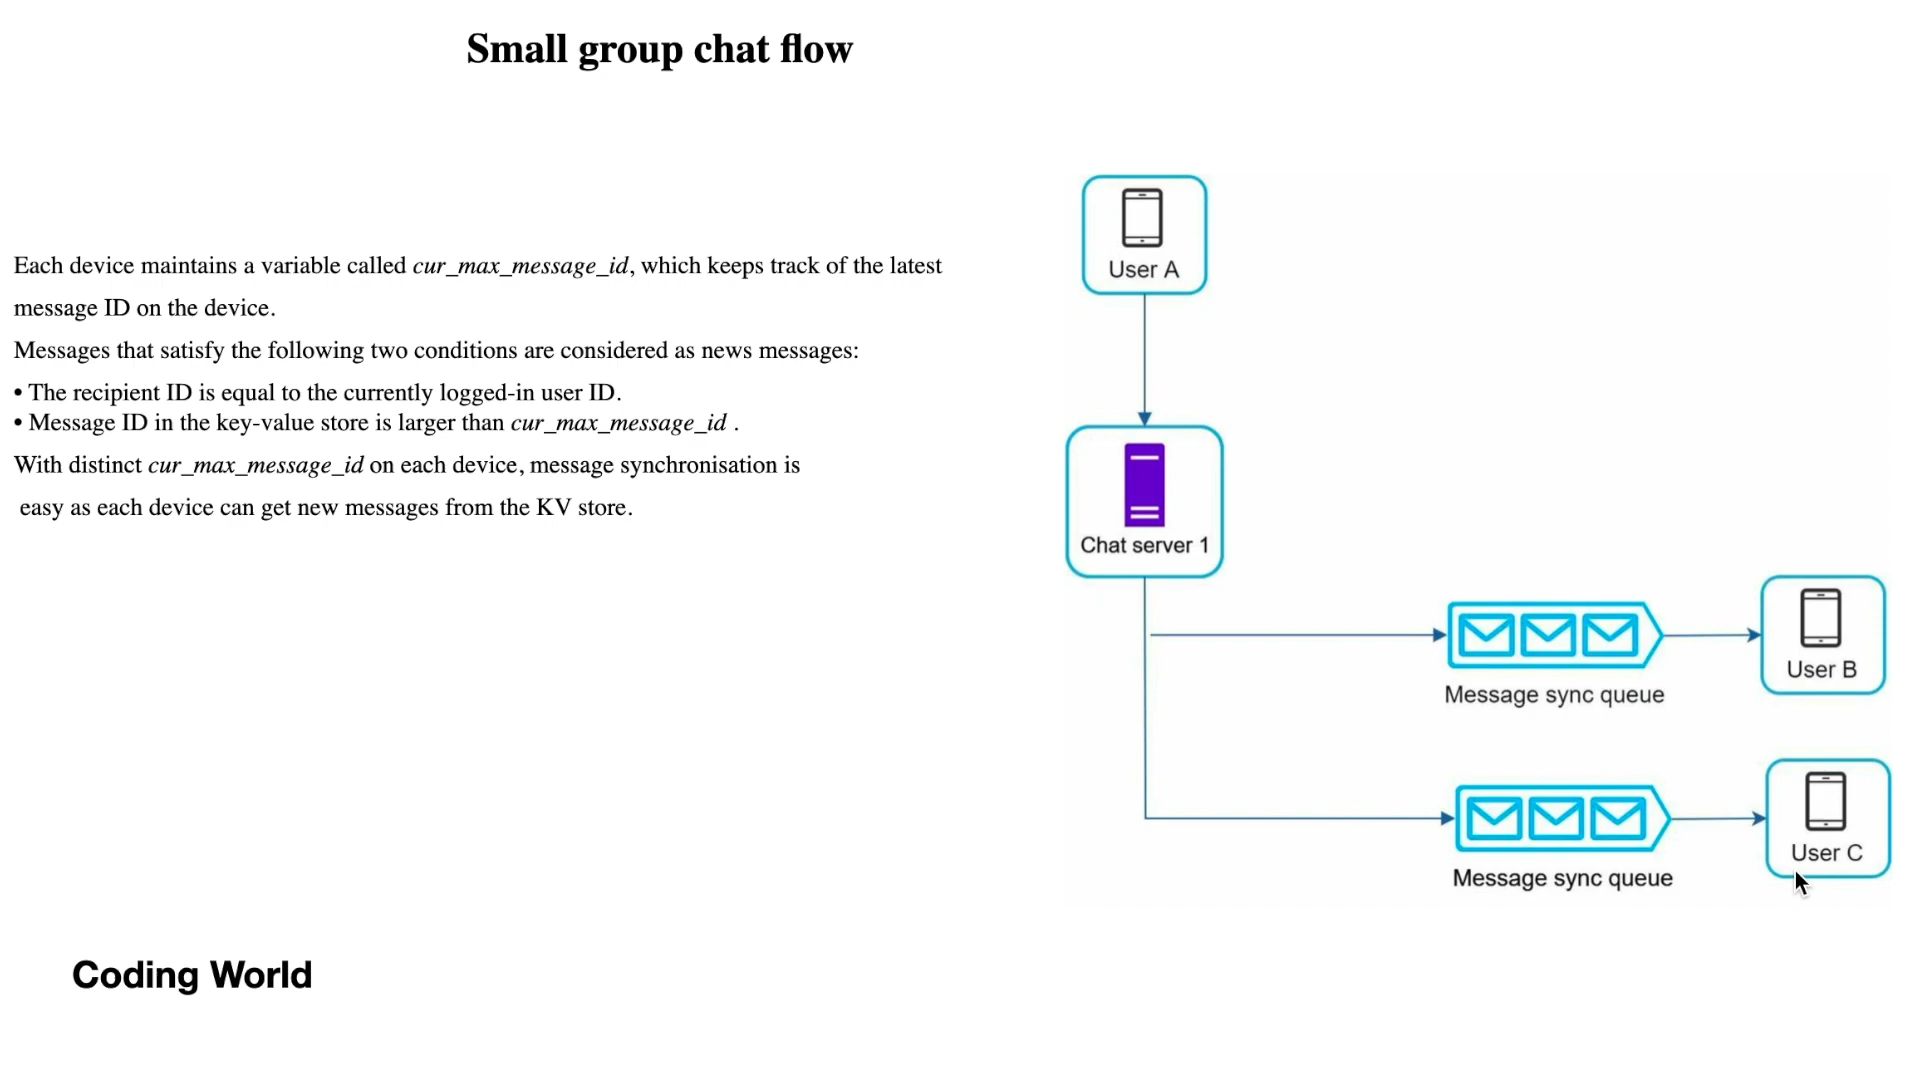 Small group chat flow
Each device maintains a variable called cur_max_message_id, which keeps track of the latest
message ID on the device.
Messages that satisfy the following two conditions are considered as news messages:
• The recipient ID is equal to the currently logged-in user ID.
• Message ID in the key-value store is larger than cur_max_message_id .
With distinct cur_max_message_id on each device, message synchronisation is
easy as each device can get new messages from the KV store.
User A
Chat server 1
Message sync queue
User B
Message sync queue
User C
Coding World